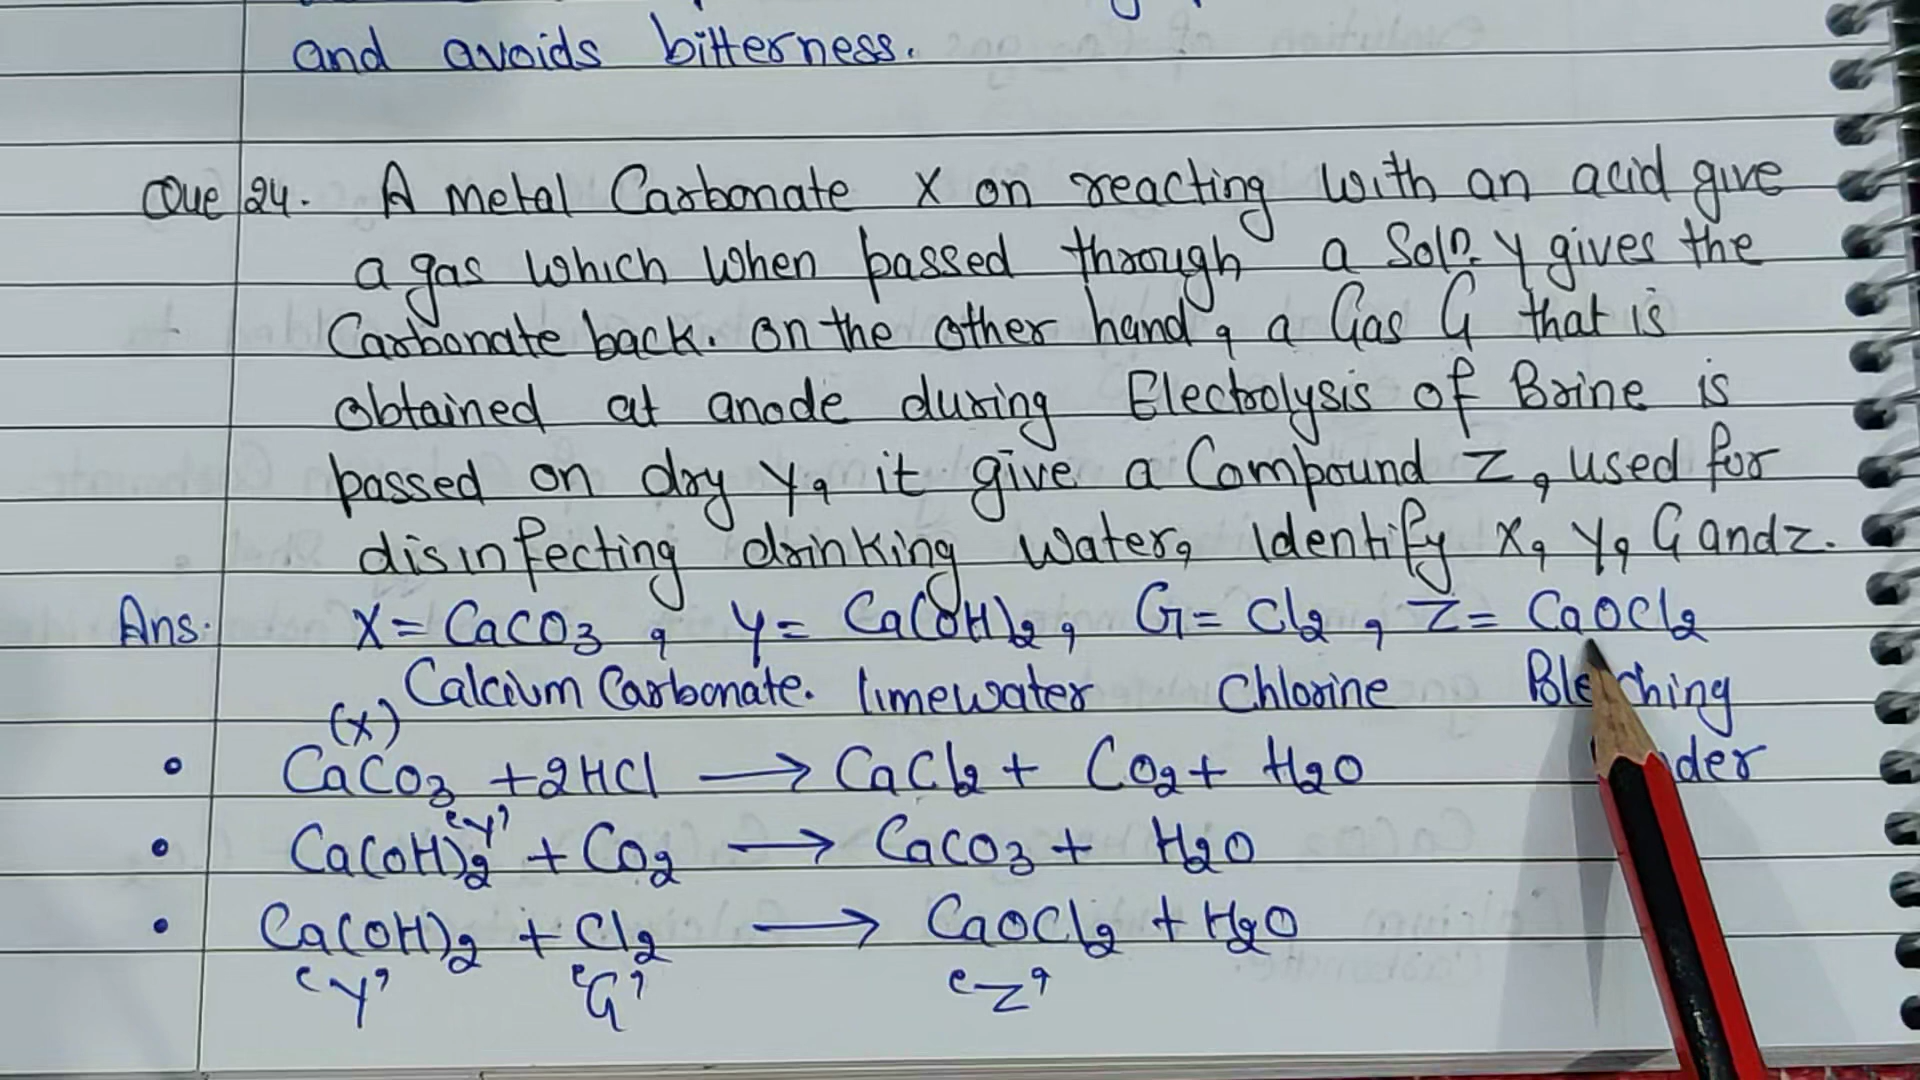 and avoids bitterness.
Que 24. A metal Carbonate X on reacting with an acid give
a gas which when passed through a Soln. Y gives the
Carbonate back. On the other hand, a Gas G that is
obtained at anode during Electrolysis of Brine is
passed on dry Y, it give a Compound Z, used for
disinfecting drinking water, Identify X, Y, G and Z.
Ans. X = CaCO3, Y = Ca(OH)2, G = Cl2, Z = CaOCl2
Calcium Carbonate. limewater Chlorine Bleaching
(X)
• CaCO3 + 2HCl → CaCl2 + CO2 + H2O der
'Y'
• Ca(OH)2 + CO2 → CaCO3 + H2O
• Ca(OH)2 + Cl2 → CaOCl2 + H2O
'Y' 'G' 'Z'